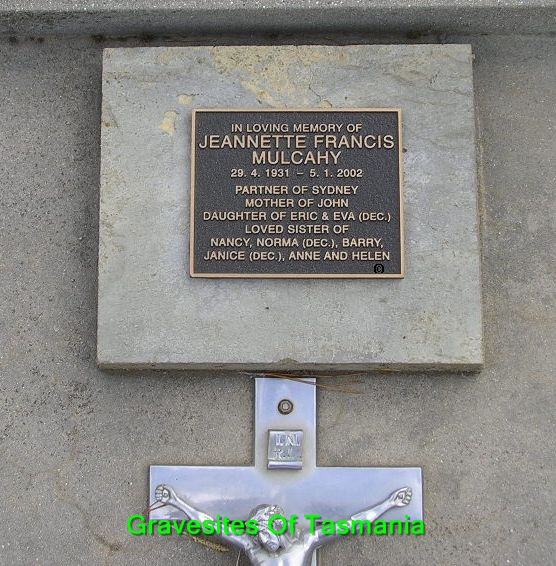 IN LOVING MEMORY OF
JEANNETTE FRANCIS
MULCAHY
29. 4. 1931 – 5. 1. 2002
PARTNER OF SYDNEY
MOTHER OF JOHN
DAUGHTER OF ERIC & EVA (DEC.)
LOVED SISTER OF
NANCY, NORMA (DEC.), BARRY,
JANICE (DEC.), ANNE AND HELEN
Gravesites Of Tasmania